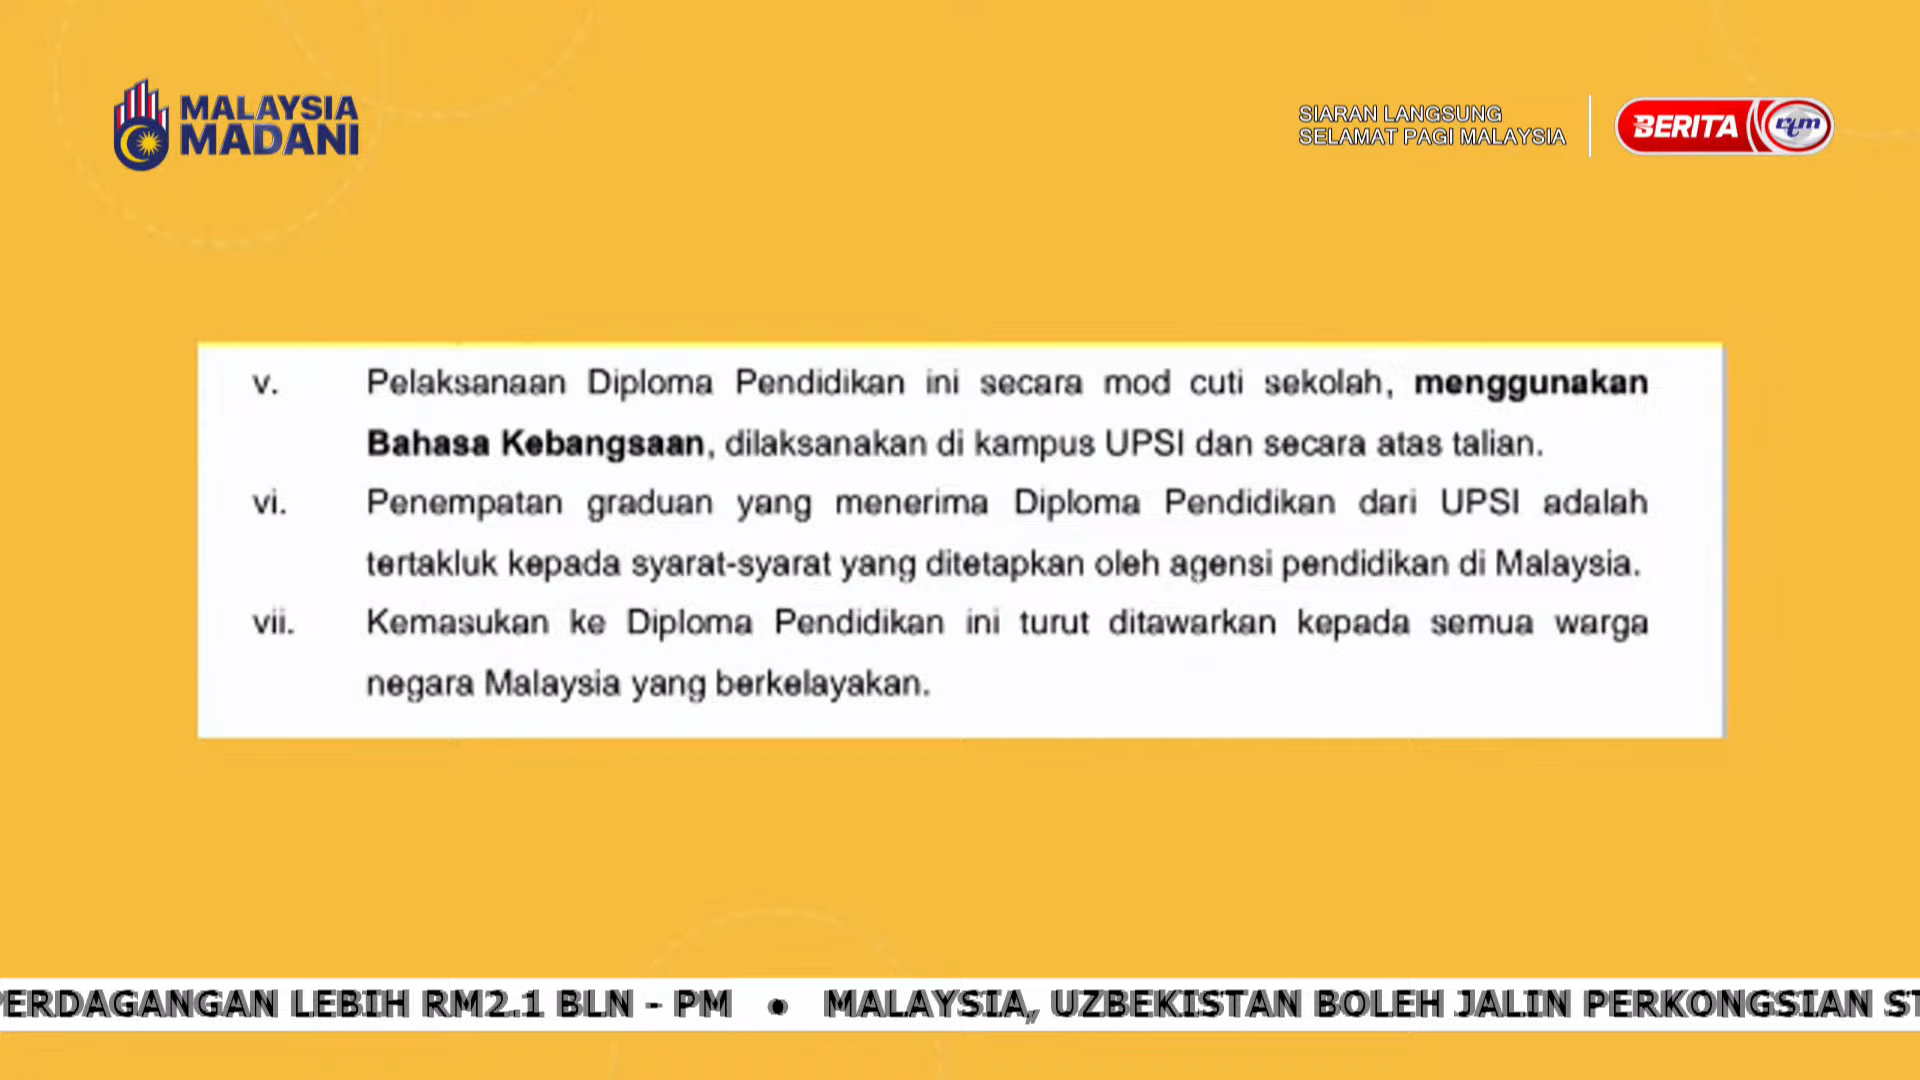 MALAYSIA
MADANI
SIARAN LANGSUNG
SELAMAT PAGI MALAYSIA
BERITA rtm
v. Pelaksanaan Diploma Pendidikan ini secara mod cuti sekolah, menggunakan
Bahasa Kebangsaan, dilaksanakan di kampus UPSI dan secara atas talian.
vi. Penempatan graduan yang menerima Diploma Pendidikan dari UPSI adalah
tertakluk kepada syarat-syarat yang ditetapkan oleh agensi pendidikan di Malaysia.
vii. Kemasukan ke Diploma Pendidikan ini turut ditawarkan kepada semua warga
negara Malaysia yang berkelayakan.
PERDAGANGAN LEBIH RM2.1 BLN - PM • MALAYSIA, UZBEKISTAN BOLEH JALIN PERKONGSIAN ST